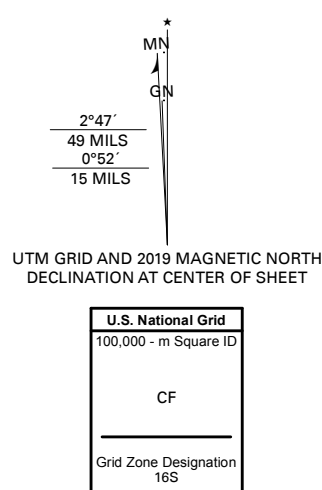 MN
GN
2°47´
49 MILS
0°52´
15 MILS
UTM GRID AND 2019 MAGNETIC NORTH
DECLINATION AT CENTER OF SHEET
U.S. National Grid
100,000 - m Square ID
CF
Grid Zone Designation
16S